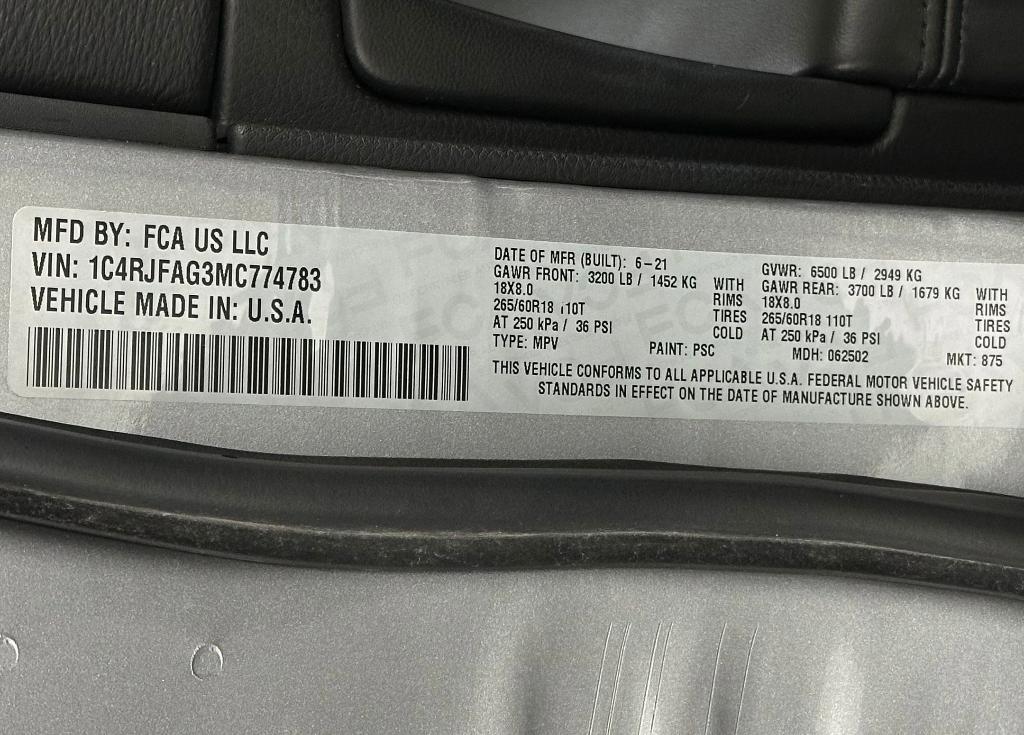 MFD BY: FCA US LLC
VIN: 1C4RJFAG3MC774783
VEHICLE MADE IN: U.S.A.
DATE OF MFR (BUILT): 6-21
GAWR FRONT: 3200 LB / 1452 KG WITH
18X8.0 RIMS
265/60R18 110T TIRES
AT 250 kPa / 36 PSI COLD
TYPE: MPV PAINT: PSC
GVWR: 6500 LB / 2949 KG
GAWR REAR: 3700 LB / 1679 KG WITH
18X8.0 RIMS
265/60R18 110T TIRES
AT 250 kPa / 36 PSI COLD
MDH: 062502 MKT: 875
THIS VEHICLE CONFORMS TO ALL APPLICABLE U.S.A. FEDERAL MOTOR VEHICLE SAFETY
STANDARDS IN EFFECT ON THE DATE OF MANUFACTURE SHOWN ABOVE.